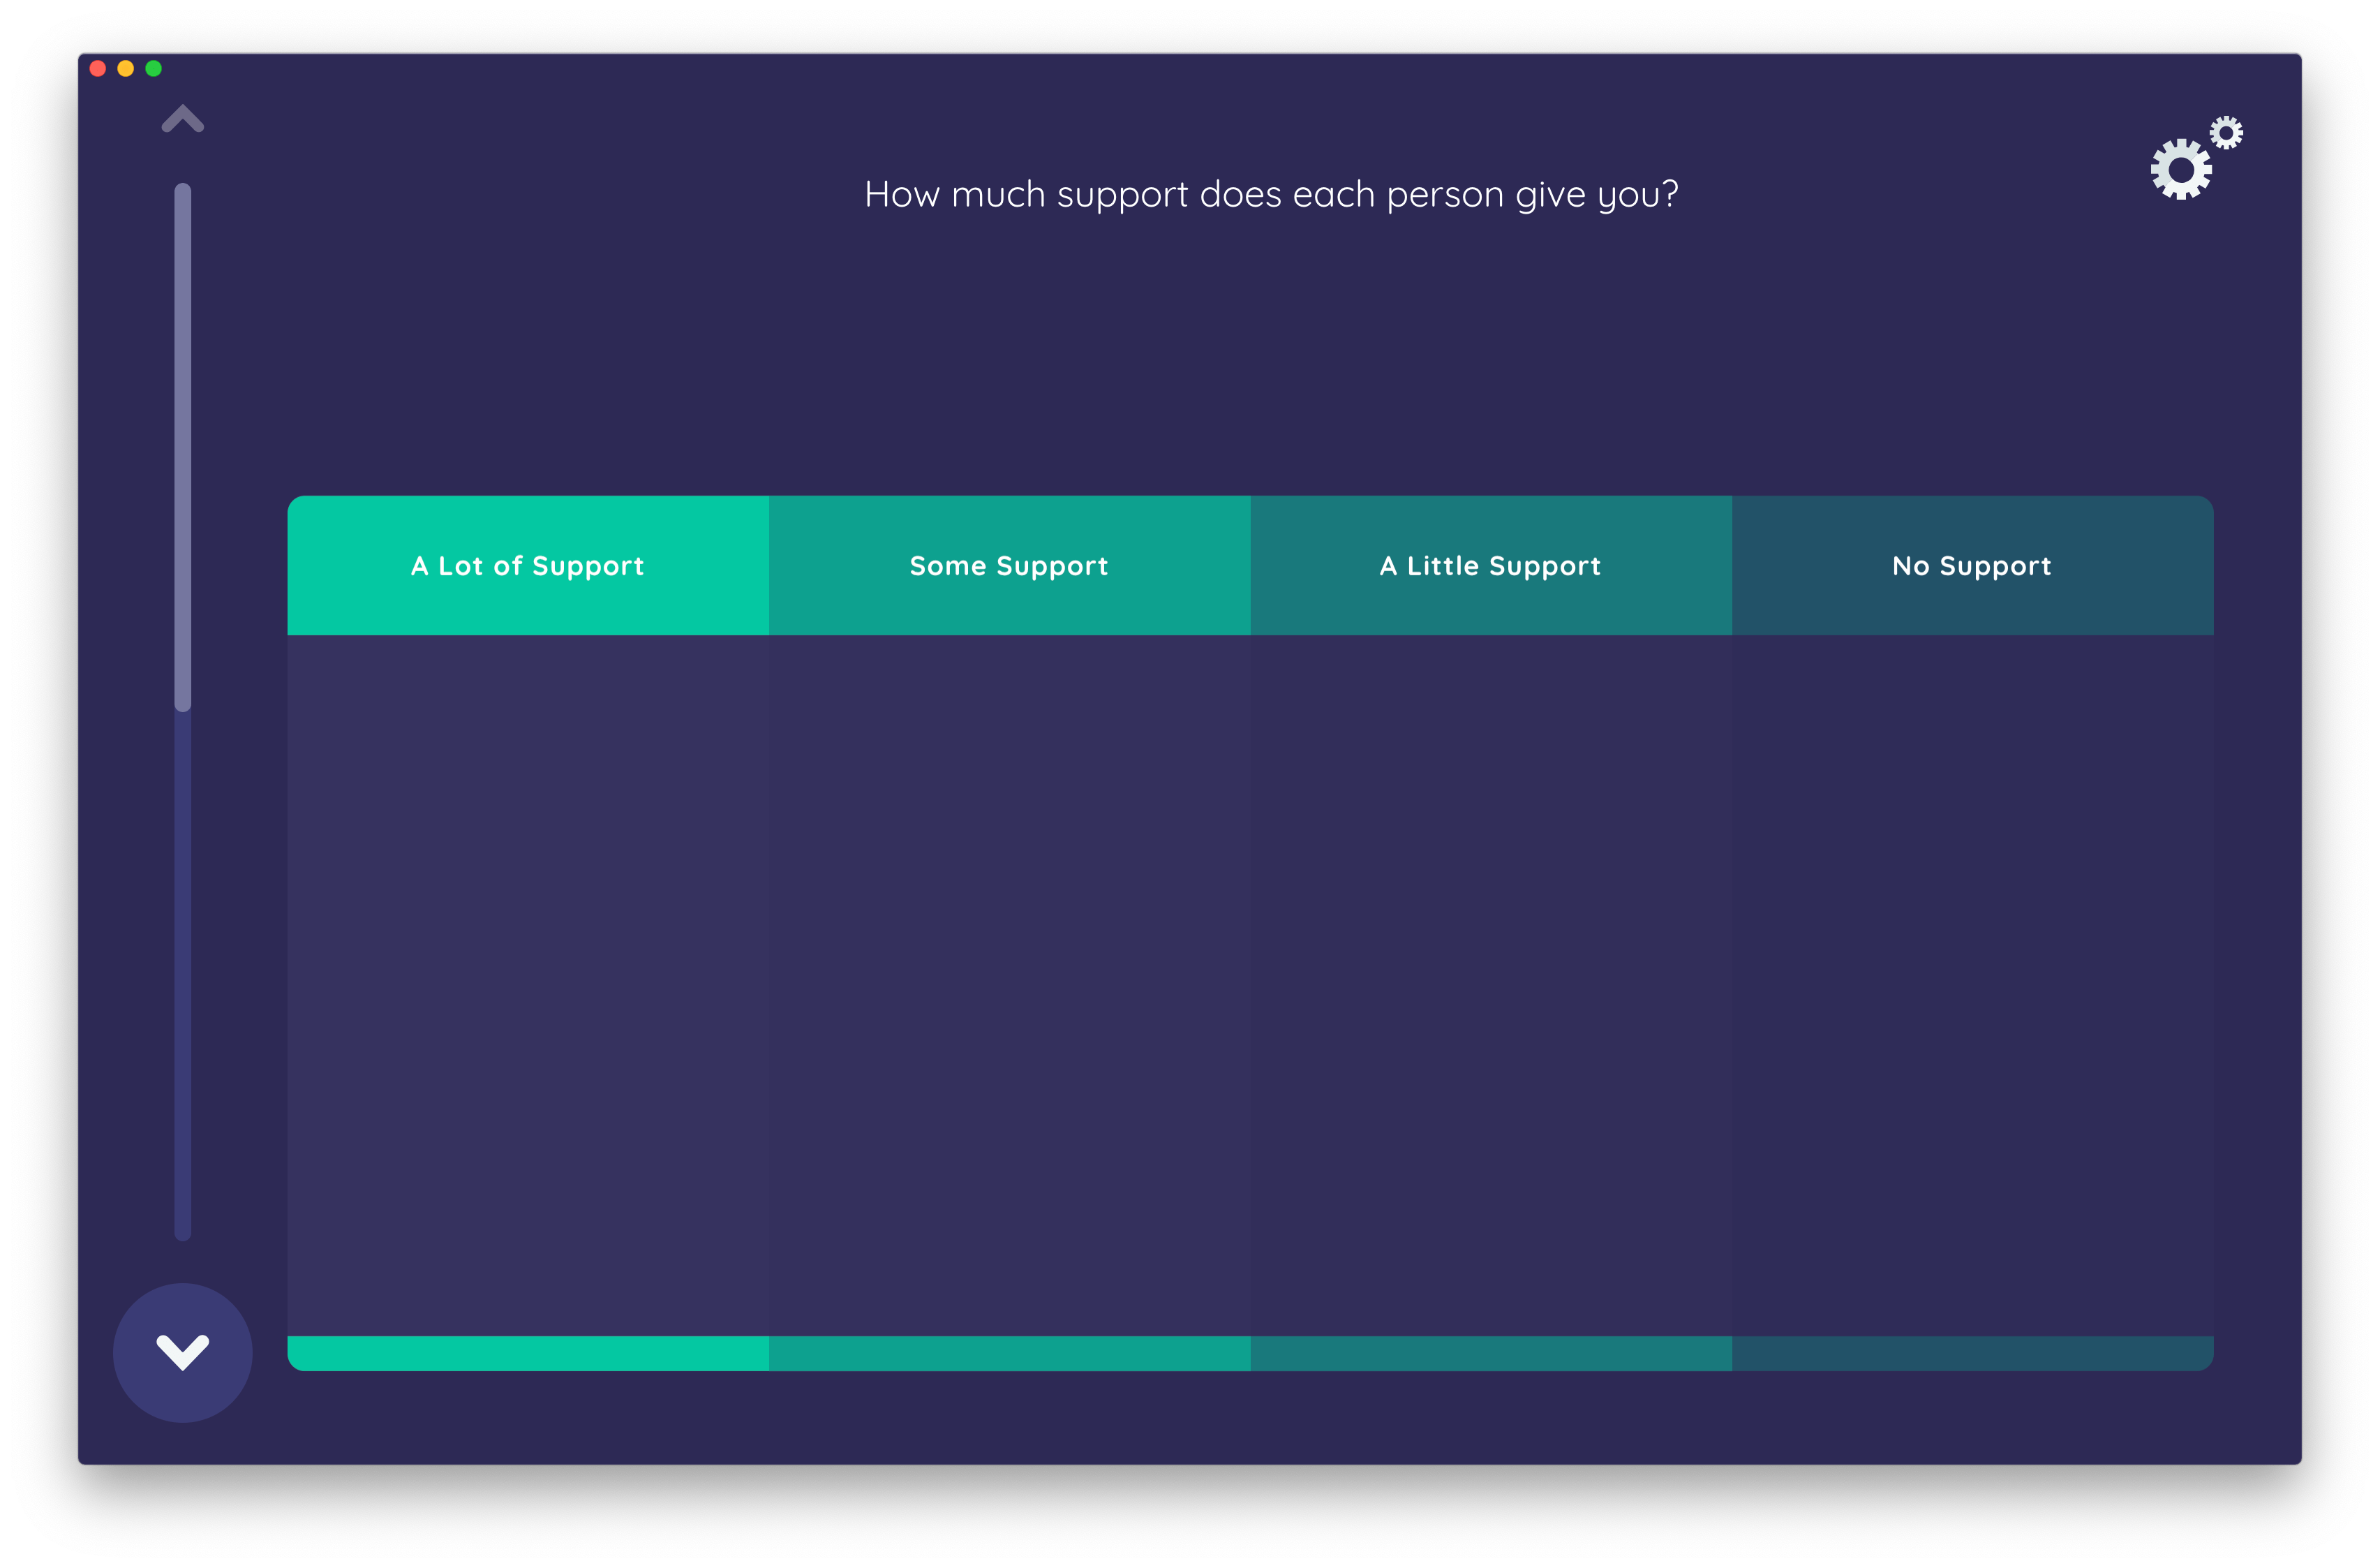 How much support does each person give you?
A Lot of Support
Some Support
A Little Support
No Support